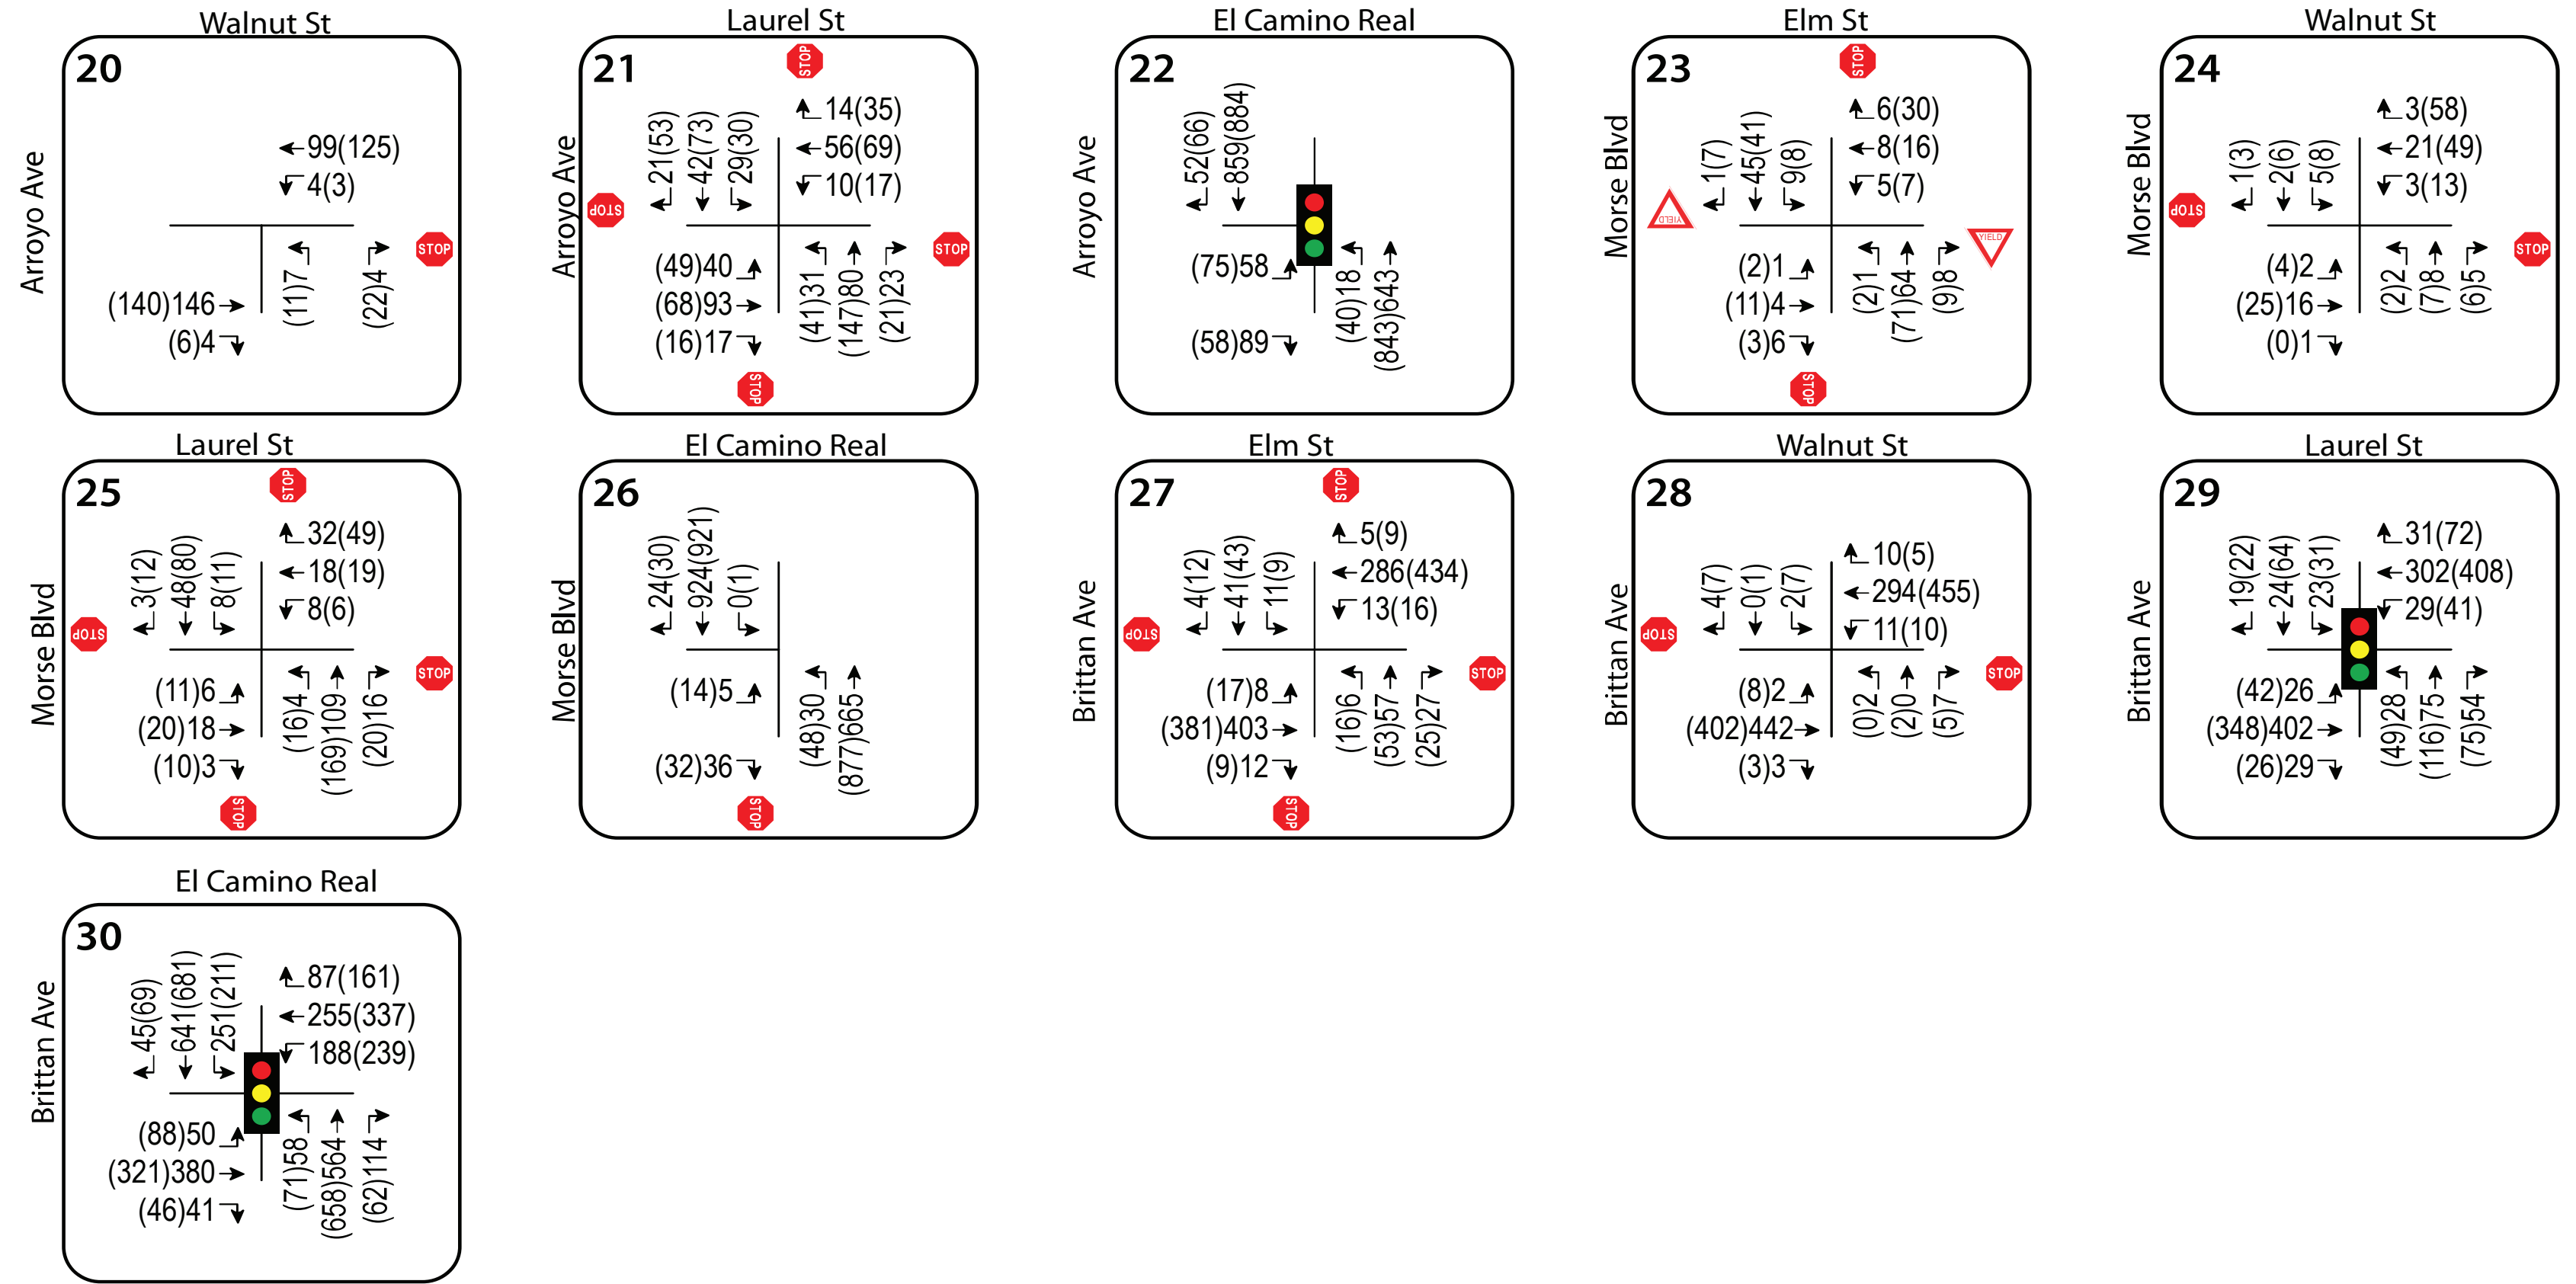 Walnut St
20
Arroyo Ave
99(125)
4(3)
(140)146
(6)4
(11)7
(22)4
STOP
Laurel St
21
Arroyo Ave
STOP
STOP
21(53)
42(73)
29(30)
14(35)
56(69)
10(17)
(49)40
(68)93
(16)17
(41)31
(147)80
(21)23
STOP
STOP
El Camino Real
22
Arroyo Ave
52(66)
859(884)
(75)58
(58)89
(40)18
(843)643
Elm St
23
Morse Blvd
STOP
YIELD
1(7)
45(41)
9(8)
6(30)
8(16)
5(7)
(2)1
(11)4
(3)6
(2)1
(71)64
(9)8
YIELD
STOP
Walnut St
24
Morse Blvd
STOP
1(3)
2(6)
5(8)
3(58)
21(49)
3(13)
(4)2
(25)16
(0)1
(2)2
(7)8
(6)5
STOP
Laurel St
25
Morse Blvd
STOP
STOP
3(12)
48(80)
8(11)
32(49)
18(19)
8(6)
(11)6
(20)18
(10)3
(16)4
(169)109
(20)16
STOP
STOP
El Camino Real
26
Morse Blvd
24(30)
924(921)
0(1)
(14)5
(32)36
(48)30
(877)665
STOP
Elm St
27
Brittan Ave
STOP
STOP
4(12)
41(43)
11(9)
5(9)
286(434)
13(16)
(17)8
(381)403
(9)12
(16)6
(53)57
(25)27
STOP
STOP
Walnut St
28
Brittan Ave
STOP
4(7)
0(1)
2(7)
10(5)
294(455)
11(10)
(8)2
(402)442
(3)3
(0)2
(2)0
(5)7
STOP
Laurel St
29
Brittan Ave
19(22)
24(64)
23(31)
31(72)
302(408)
29(41)
(42)26
(348)402
(26)29
(49)28
(116)75
(75)54
El Camino Real
30
Brittan Ave
45(69)
641(681)
251(211)
87(161)
255(337)
188(239)
(88)50
(321)380
(46)41
(71)58
(658)564
(62)114